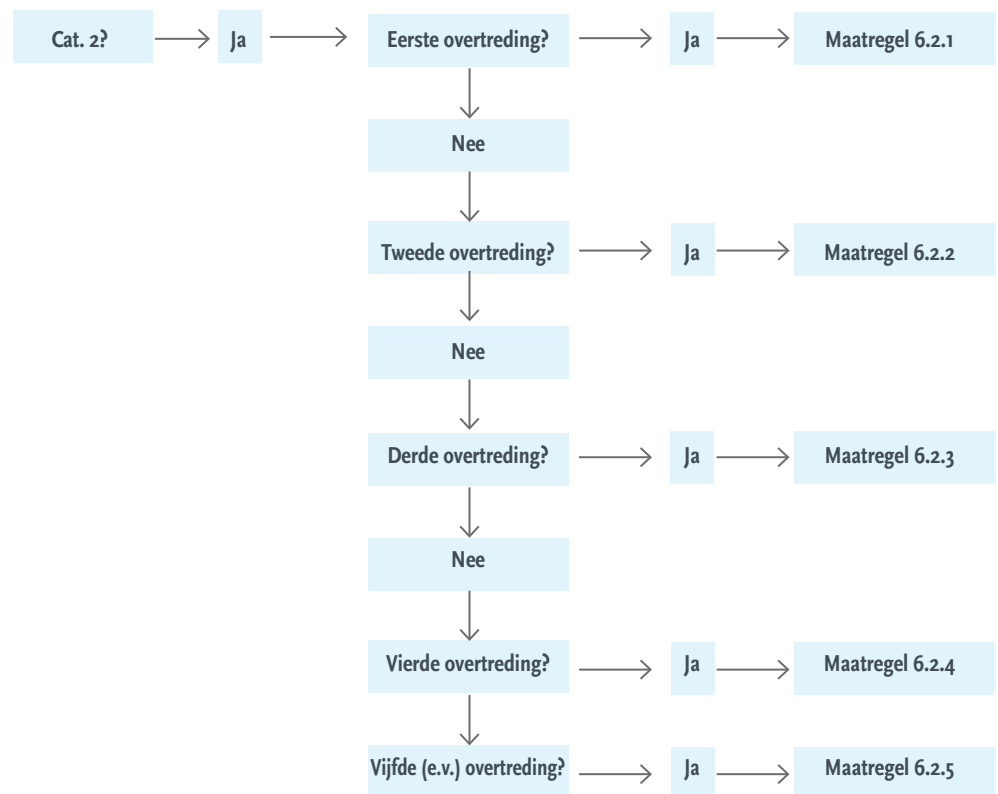 Cat. 2?
Ja
Eerste overtreding?
Ja
Maatregel 6.2.1
Nee
Tweede overtreding?
Ja
Maatregel 6.2.2
Nee
Derde overtreding?
Ja
Maatregel 6.2.3
Nee
Vierde overtreding?
Ja
Maatregel 6.2.4
Vijfde (e.v.) overtreding?
Ja
Maatregel 6.2.5